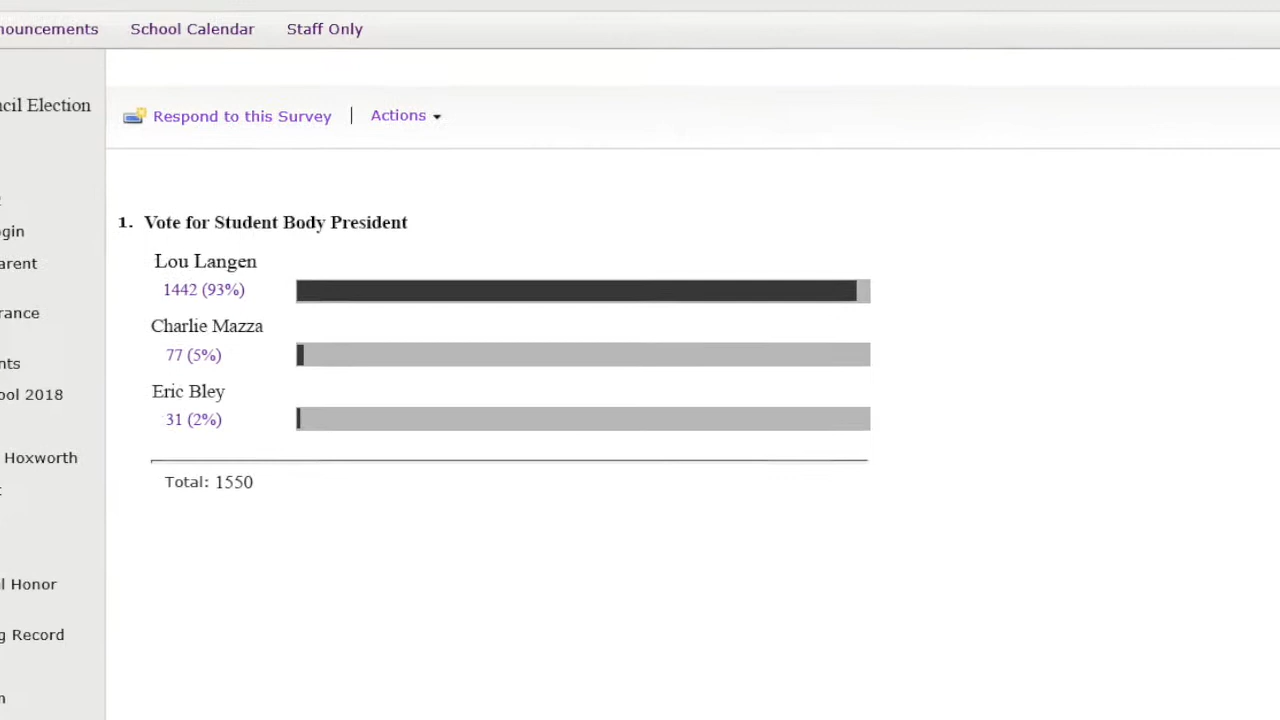 nouncements School Calendar Staff Only
cil Election
Respond to this Survey | Actions
gin
arent
rance
nts
ool 2018
Hoxworth
l Honor
g Record
1. Vote for Student Body President
Lou Langen
1442 (93%)
Charlie Mazza
77 (5%)
Eric Bley
31 (2%)
Total: 1550